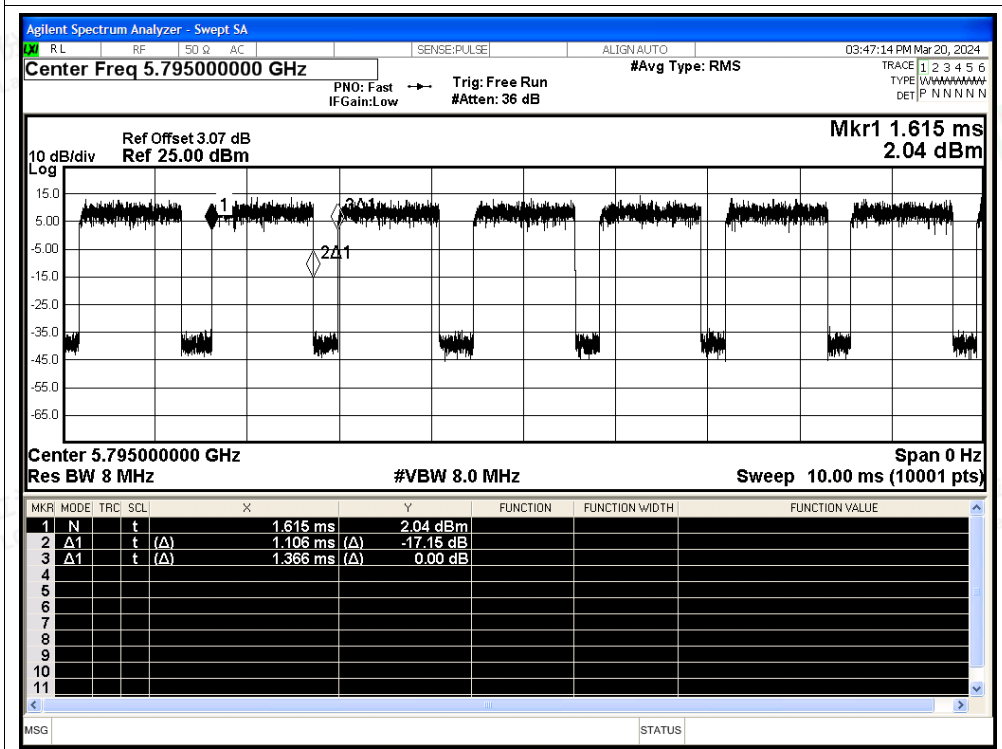 Agilent Spectrum Analyzer - Swept SA
LXI RL RF 50 Ω AC SENSE:PULSE ALIGN AUTO 03:47:14 PM Mar 20, 2024
Center Freq 5.795000000 GHz
#Avg Type: RMS
TRACE 1 2 3 4 5 6
PNO: Fast Trig: Free Run
TYPE
IFGain:Low #Atten: 36 dB
DET P N N N N N
Mkr1 1.615 ms
Ref Offset 3.07 dB
10 dB/div Ref 25.00 dBm
2.04 dBm
Log
15.0
5.00
-5.00
-15.0
-25.0
-35.0
-45.0
-55.0
-65.0
1
3Δ1
2Δ1
Center 5.795000000 GHz Span 0 Hz
Res BW 8 MHz #VBW 8.0 MHz Sweep 10.00 ms (10001 pts)
MKR MODE TRC SCL X Y FUNCTION FUNCTION WIDTH FUNCTION VALUE
1 N t 1.615 ms 2.04 dBm
2 Δ1 t (Δ) 1.106 ms (Δ) -17.15 dB
3 Δ1 t (Δ) 1.366 ms (Δ) 0.00 dB
4
5
6
7
8
9
10
11
MSG STATUS